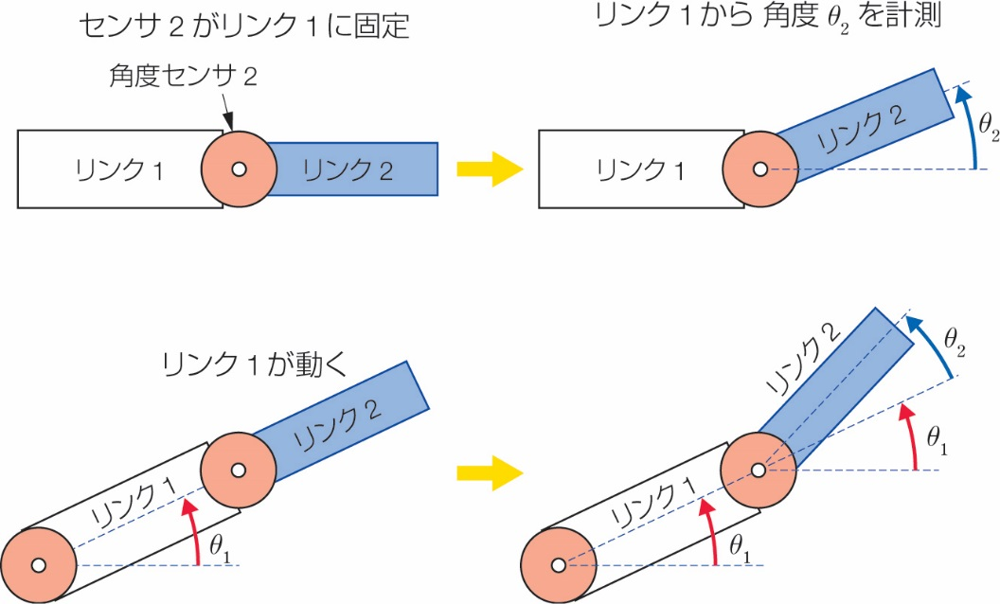 センサ2がリンク1に固定
角度センサ2
リンク1
リンク2
リンク1から 角度 θ₂ を計測
リンク1
リンク2
θ₂
リンク1が動く
リンク1
リンク2
θ₁
リンク1
リンク2
θ₂
θ₁
θ₁